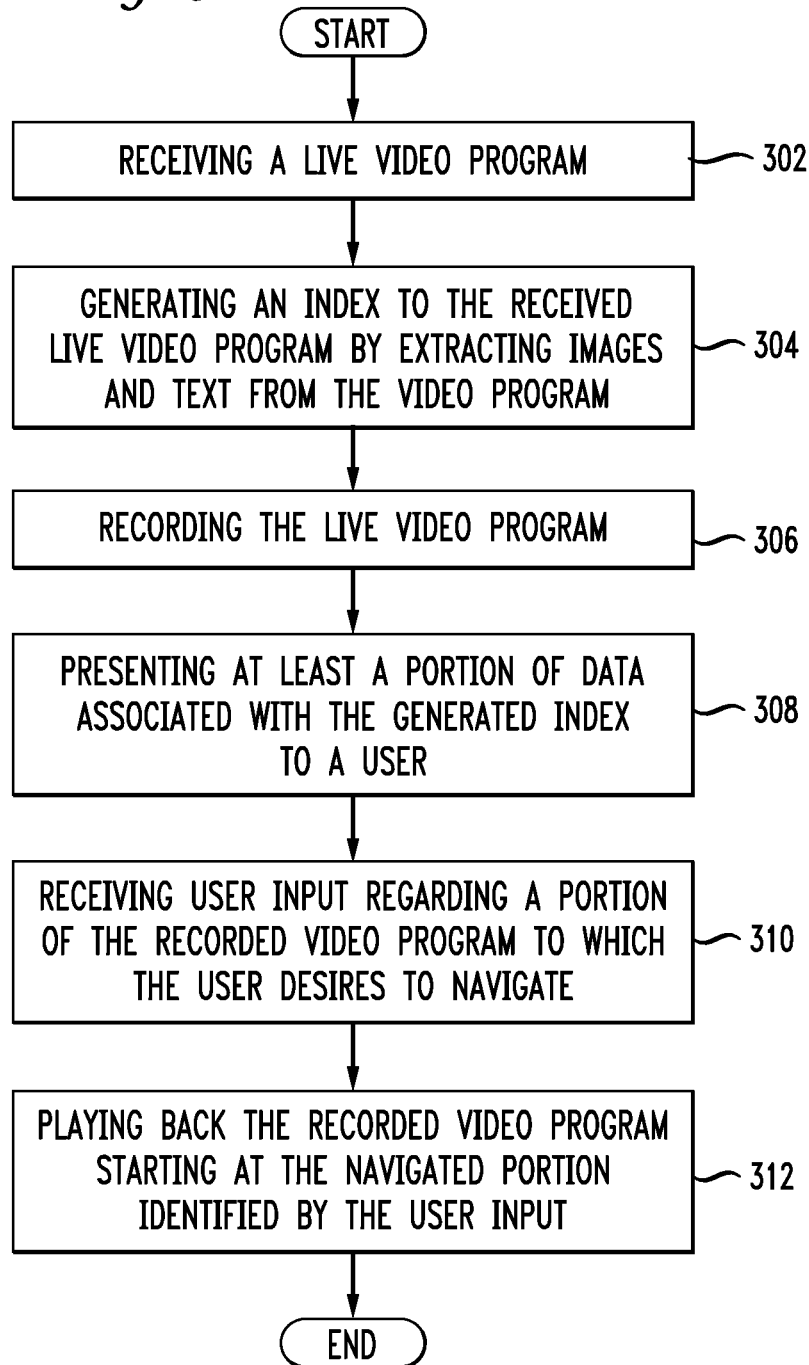 START
RECEIVING A LIVE VIDEO PROGRAM
302
GENERATING AN INDEX TO THE RECEIVED
LIVE VIDEO PROGRAM BY EXTRACTING IMAGES
AND TEXT FROM THE VIDEO PROGRAM
304
RECORDING THE LIVE VIDEO PROGRAM
306
PRESENTING AT LEAST A PORTION OF DATA
ASSOCIATED WITH THE GENERATED INDEX
TO A USER
308
RECEIVING USER INPUT REGARDING A PORTION
OF THE RECORDED VIDEO PROGRAM TO WHICH
THE USER DESIRES TO NAVIGATE
310
PLAYING BACK THE RECORDED VIDEO PROGRAM
STARTING AT THE NAVIGATED PORTION
IDENTIFIED BY THE USER INPUT
312
END